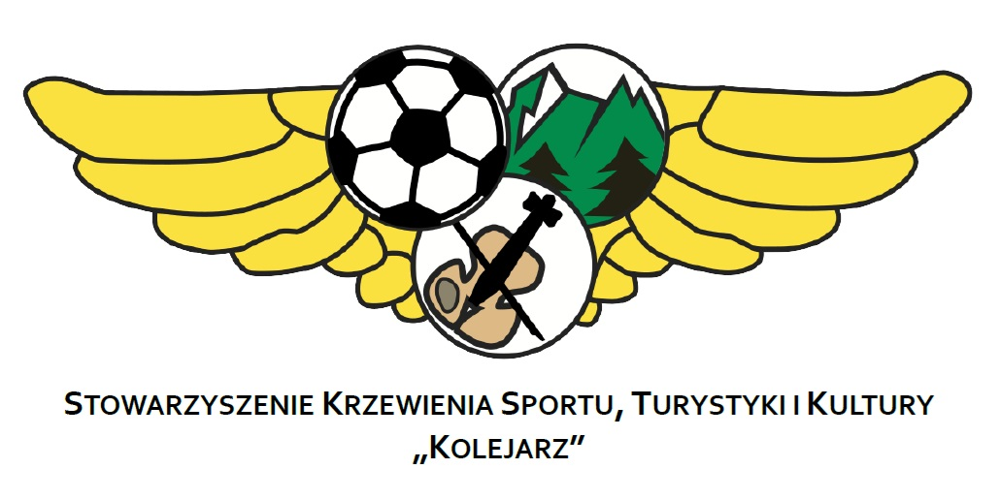 Stowarzyszenie Krzewienia Sportu, Turystyki i Kultury
„Kolejarz”